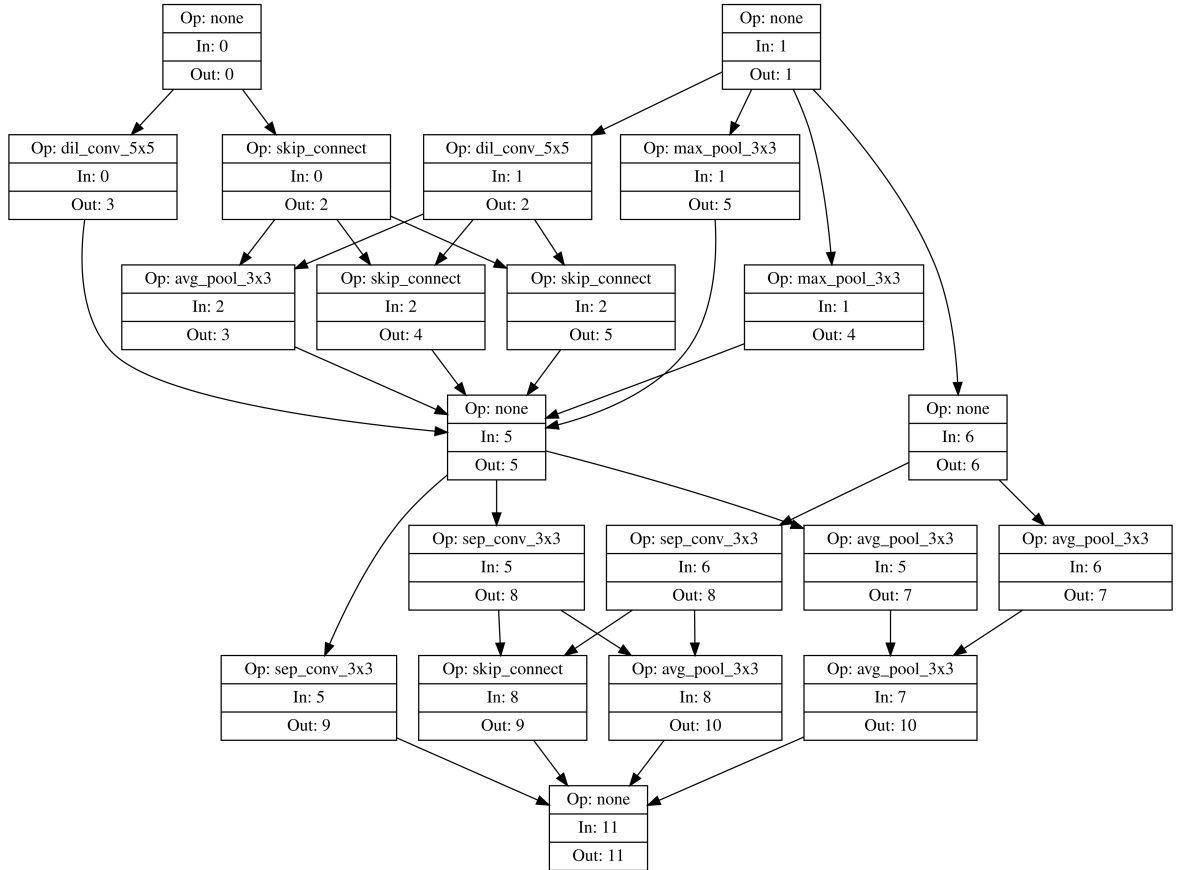 Op: none
In: 0
Out: 0
Op: none
In: 1
Out: 1
Op: dil_conv_5x5
In: 0
Out: 3
Op: skip_connect
In: 0
Out: 2
Op: dil_conv_5x5
In: 1
Out: 2
Op: max_pool_3x3
In: 1
Out: 5
Op: avg_pool_3x3
In: 2
Out: 3
Op: skip_connect
In: 2
Out: 4
Op: skip_connect
In: 2
Out: 5
Op: max_pool_3x3
In: 1
Out: 4
Op: none
In: 5
Out: 5
Op: none
In: 6
Out: 6
Op: sep_conv_3x3
In: 5
Out: 8
Op: sep_conv_3x3
In: 6
Out: 8
Op: avg_pool_3x3
In: 5
Out: 7
Op: avg_pool_3x3
In: 6
Out: 7
Op: sep_conv_3x3
In: 5
Out: 9
Op: skip_connect
In: 8
Out: 9
Op: avg_pool_3x3
In: 8
Out: 10
Op: avg_pool_3x3
In: 7
Out: 10
Op: none
In: 11
Out: 11